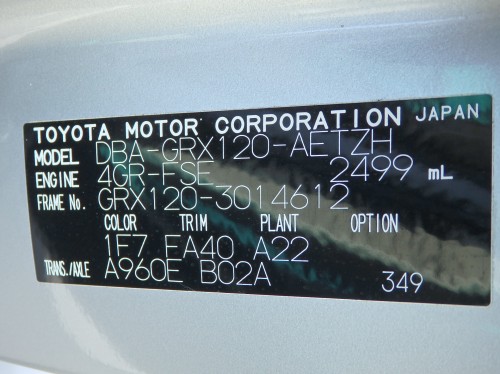 TOYOTA MOTOR CORPORATION JAPAN
MODEL DBA-GRX120-AETZH
ENGINE 4GR-FSE 2499 mL
FRAME No. GRX120-3014612
COLOR TRIM PLANT OPTION
1F7 FA40 A22
TRANS./AXLE A960E B02A 349